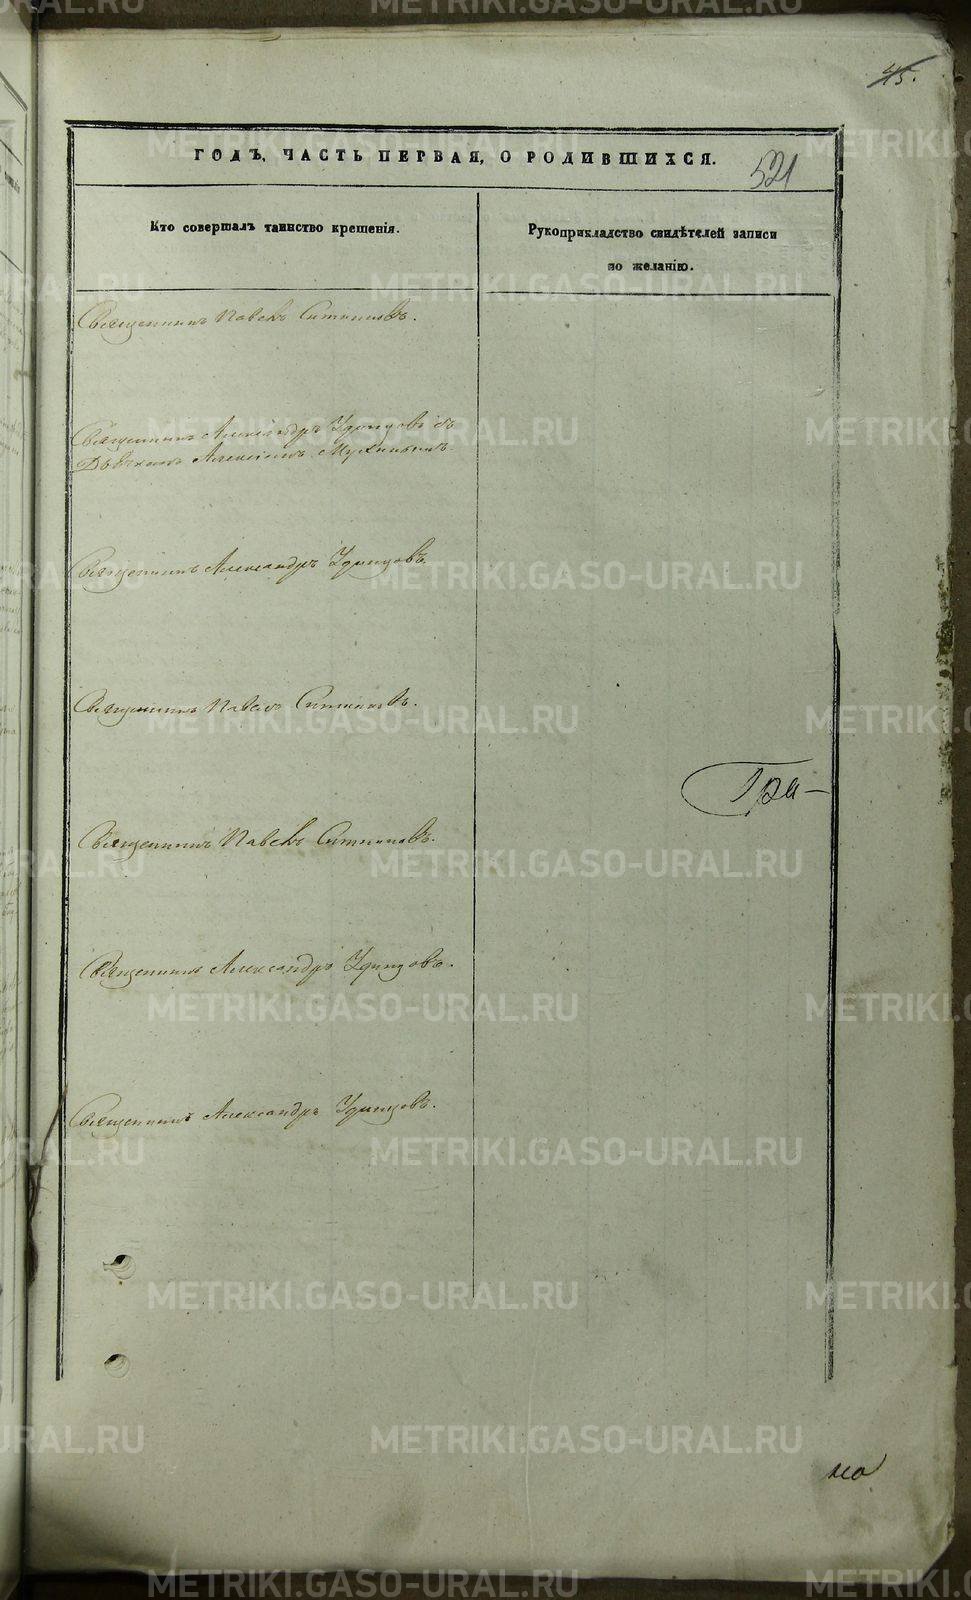 45.
ГОДЪ, ЧАСТЬ ПЕРВАЯ, О РОДИВШИХСЯ.
521
Кто совершалъ таинство крещенія.
Рукоприкладство свидѣтелей записи
по желанію.
Священникъ Павелъ Ситниковъ.
Священникъ Александръ Удинцовъ съ
Дьячкомъ Алексѣемъ
Священникъ Александръ Удинцовъ.
Священникъ Павелъ Ситниковъ.
Гра-
Священникъ Павелъ Ситниковъ.
Священникъ Александръ Удинцовъ.
Священникъ Александръ Удинцовъ.
METRIKI.GASO-URAL.RU